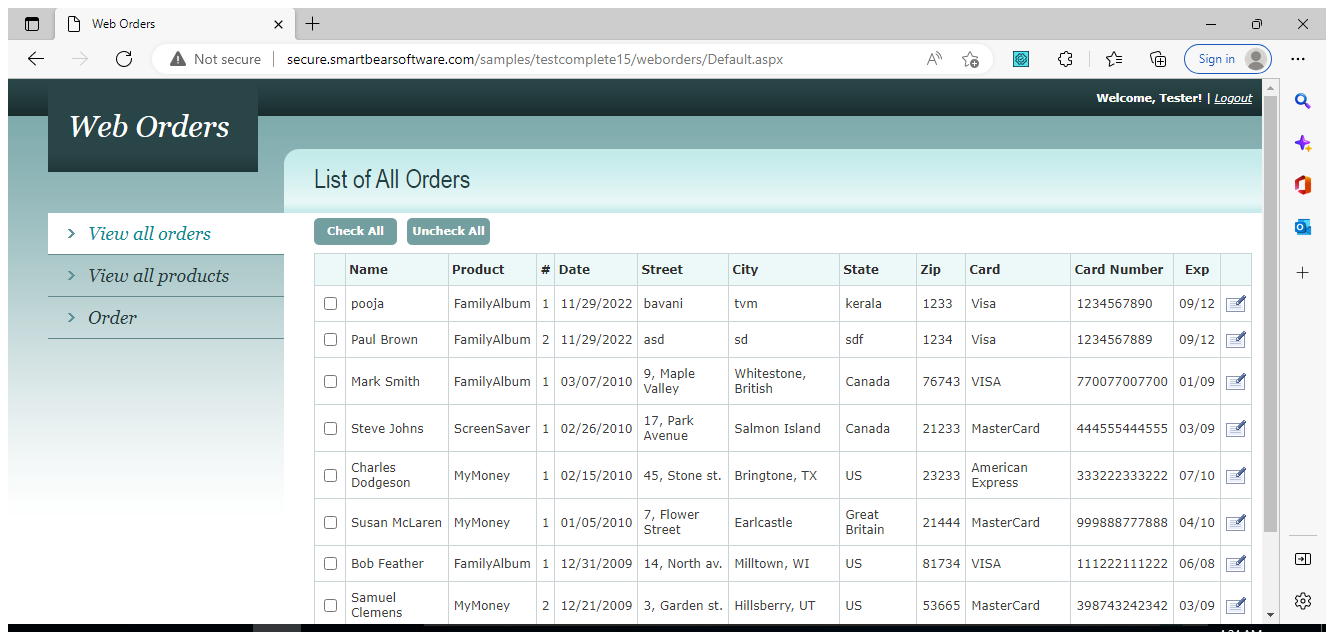 Web Orders
Not secure
secure.smartbearsoftware.com/samples/testcomplete15/weborders/Default.aspx
Sign in
Welcome, Tester! | Logout
Web Orders
List of All Orders
View all orders
View all products
Order
Check All Uncheck All
Name Product # Date Street City State Zip Card Card Number Exp
pooja FamilyAlbum 1 11/29/2022 bavani tvm kerala 1233 Visa 1234567890 09/12
Paul Brown FamilyAlbum 2 11/29/2022 asd sd sdf 1234 Visa 1234567889 09/12
Mark Smith FamilyAlbum 1 03/07/2010 9, Maple Valley Whitestone, British Canada 76743 VISA 770077007700 01/09
Steve Johns ScreenSaver 1 02/26/2010 17, Park Avenue Salmon Island Canada 21233 MasterCard 444555444555 03/09
Charles Dodgeson MyMoney 1 02/15/2010 45, Stone st. Bringtone, TX US 23233 American Express 333222333222 07/10
Susan McLaren MyMoney 1 01/05/2010 7, Flower Street Earlcastle Great Britain 21444 MasterCard 999888777888 04/10
Bob Feather FamilyAlbum 1 12/31/2009 14, North av. Milltown, WI US 81734 VISA 111222111222 06/08
Samuel Clemens MyMoney 2 12/21/2009 3, Garden st. Hillsberry, UT US 53665 MasterCard 398743242342 03/09